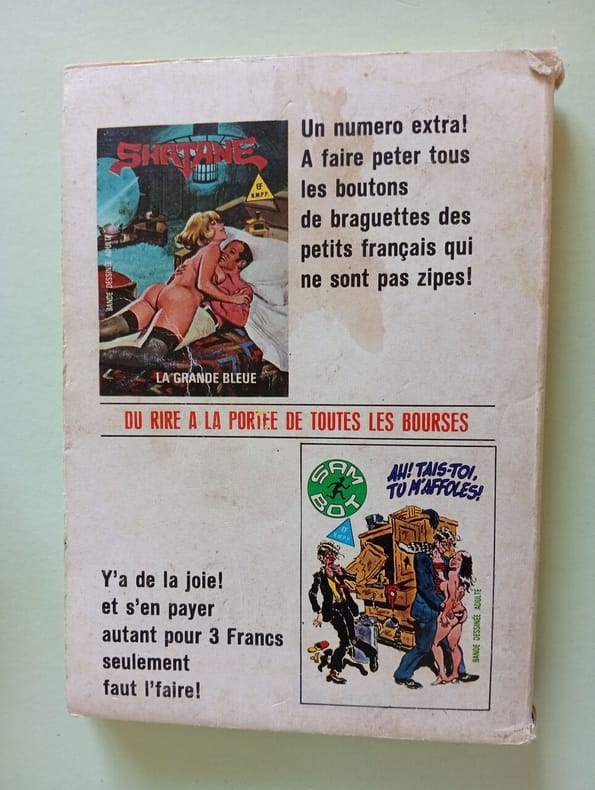 SHATANE
EF
N.M.P.P.
Un numero extra!
A faire peter tous
les boutons
de braguettes des
petits français qui
ne sont pas zipes!
BANDE DESSINÉE ADULTE
LA GRANDE BLEUE
DU RIRE A LA PORTEE DE TOUTES LES BOURSES
SAM
BOT
EF
N.M.P.P.
AH! TAIS-TOI,
TU M'AFFOLES!
BANDE DESSINÉE ADULTE
Y'a de la joie!
et s'en payer
autant pour 3 Francs
seulement
faut l'faire!